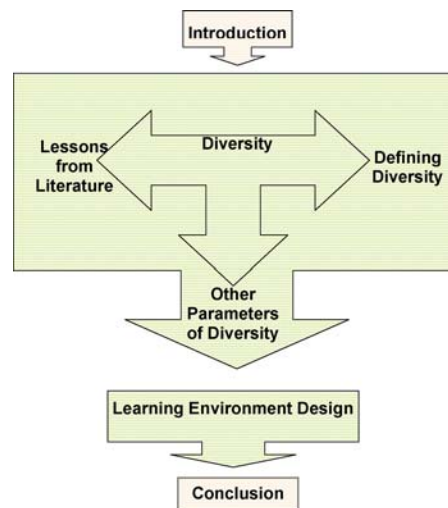 Introduction
Diversity
Lessons
from
Literature
Defining
Diversity
Other
Parameters
of Diversity
Learning Environment Design
Conclusion